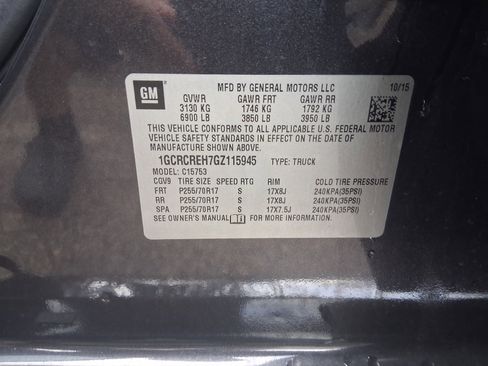 GM
MFD BY GENERAL MOTORS LLC 10/15
GVWR GAWR FRT GAWR RR
3130 KG 1746 KG 1792 KG
6900 LB 3850 LB 3950 LB
THIS VEHICLE CONFORMS TO ALL APPLICABLE U.S. FEDERAL MOTOR
VEHICLE SAFETY STANDARDS IN EFFECT ON THE DATE OF
MANUFACTURE SHOWN ABOVE.
1GCRCREH7GZ115945 TYPE: TRUCK
MODEL: C15753
CGV9 TIRE SIZE SPEED RTG RIM COLD TIRE PRESSURE
FRT P255/70R17 S 17X8J 240KPA(35PSI)
RR P255/70R17 S 17X8J 240KPA(35PSI)
SPA P255/70R17 S 17X7.5J 240KPA(35PSI)
SEE OWNER'S MANUAL FOR MORE INFORMATION.